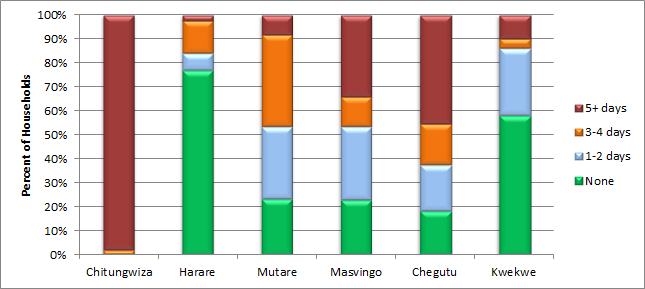 100%
90%
80%
70%
60%
50%
40%
30%
20%
10%
0%
Percent of Households
Chitungwiza Harare Mutare Masvingo Chegutu Kwekwe
5+ days
3-4 days
1-2 days
None